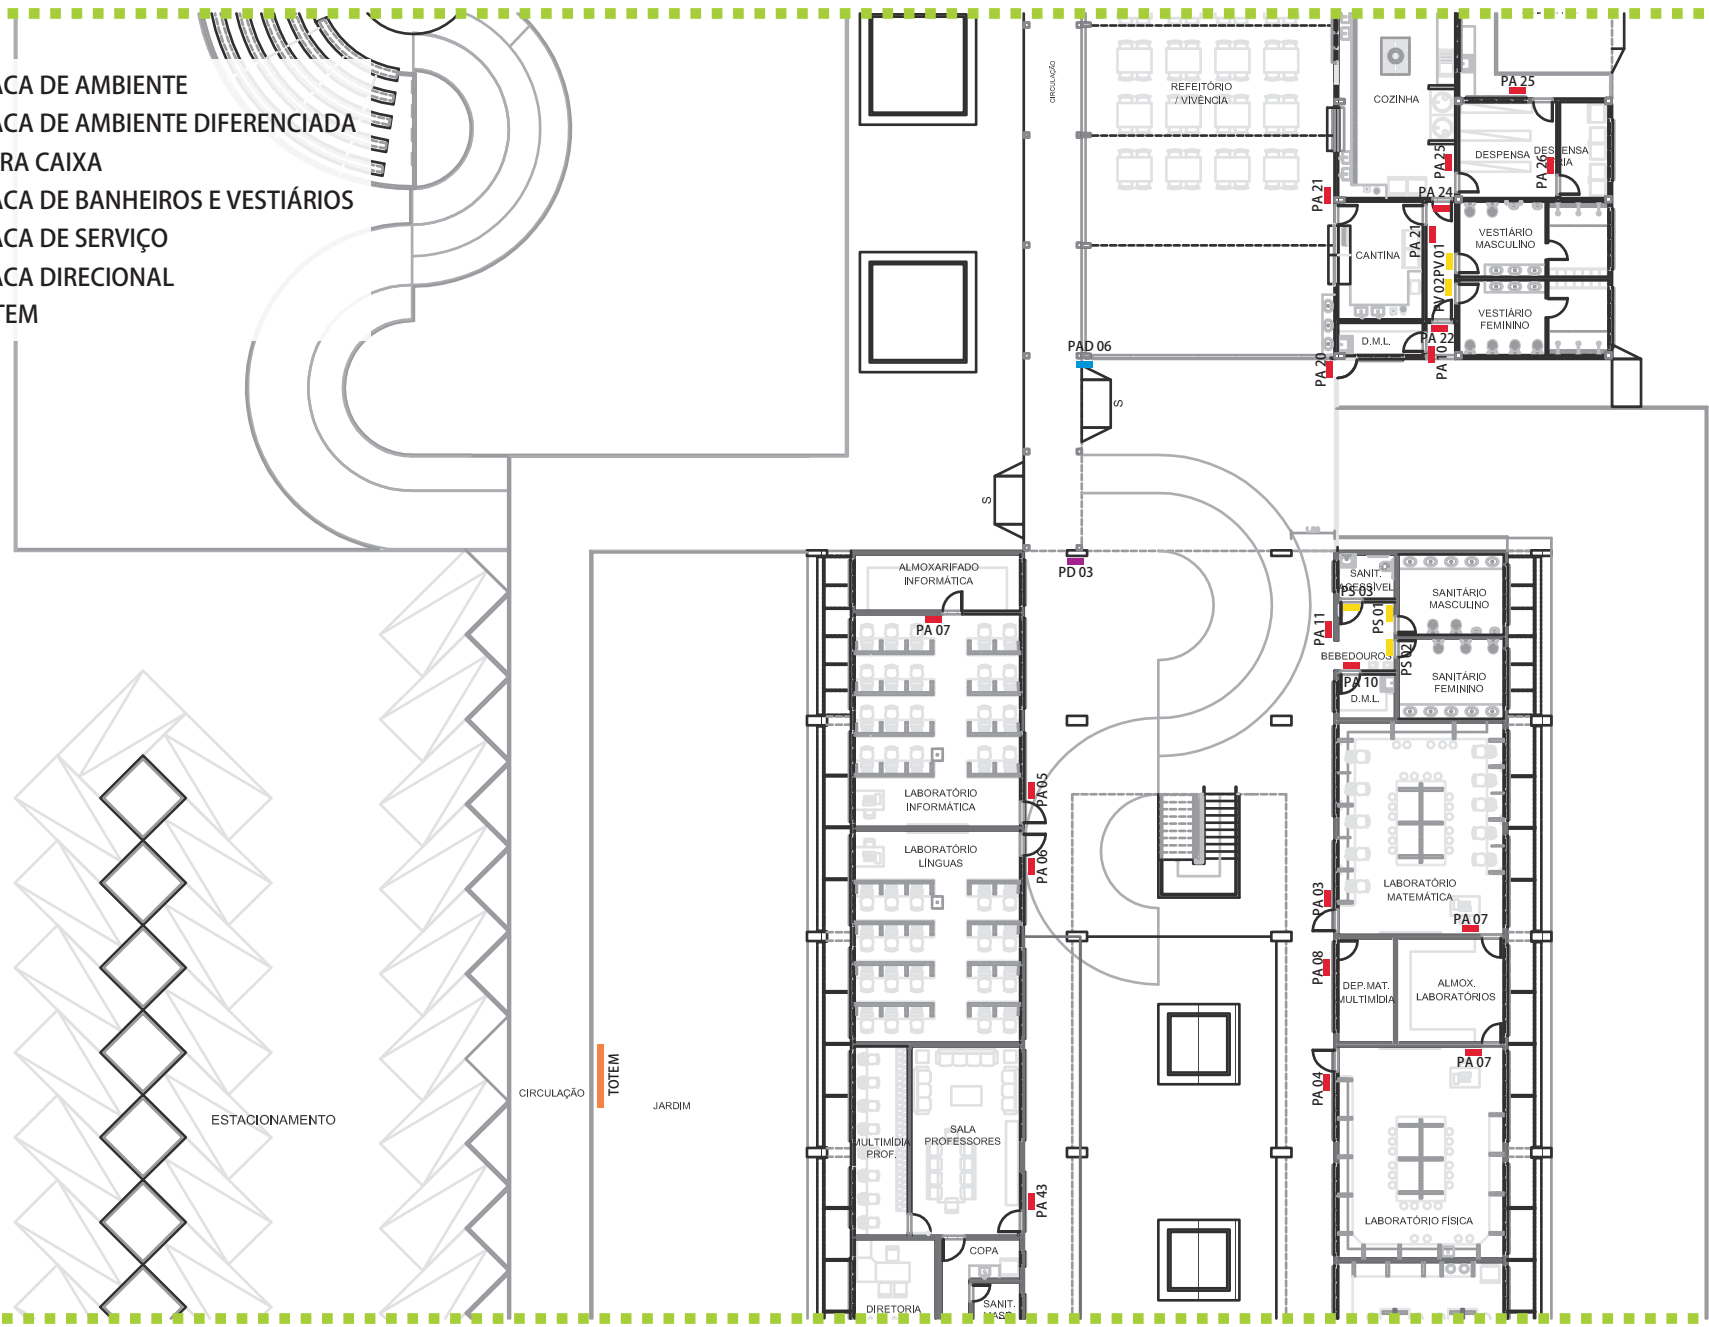 ACA DE AMBIENTE
ACA DE AMBIENTE DIFERENCIADA
RA CAIXA
ACA DE BANHEIROS E VESTIÁRIOS
ACA DE SERVIÇO
ACA DIRECIONAL
TEM
CIRCULAÇÃO
REFEITÓRIO
/ VIVÊNCIA
COZINHA
PA 25
DESPENSA
DESPENSA
PA 25
PA 26
PA 21
PA 24
PA 21
VESTIÁRIO
MASCULINO
CANTINA
PV 01
PV 02
VESTIÁRIO
FEMININO
D.M.L.
PA 22
PA 10
PA 20
PAD 06
S
S
PD 03
ALMOXARIFADO
INFORMÁTICA
PA 07
SANIT.
ACESSÍVEL
PS 03
PS 01
SANITÁRIO
MASCULINO
PA 11
BEBEDOUROS
PS 02
PA 10
D.M.L.
SANITÁRIO
FEMININO
LABORATÓRIO
INFORMÁTICA
PA 05
LABORATÓRIO
LÍNGUAS
PA 06
LABORATÓRIO
MATEMÁTICA
PA 03
PA 07
PA 08
DEP.MAT.
MULTIMÍDIA
ALMOX.
LABORATÓRIOS
PA 07
PA 04
LABORATÓRIO FÍSICA
ESTACIONAMENTO
CIRCULAÇÃO
TOTEM
JARDIM
MULTIMÍDIA
PROF.
SALA
PROFESSORES
PA 43
COPA
DIRETORIA
SANIT.